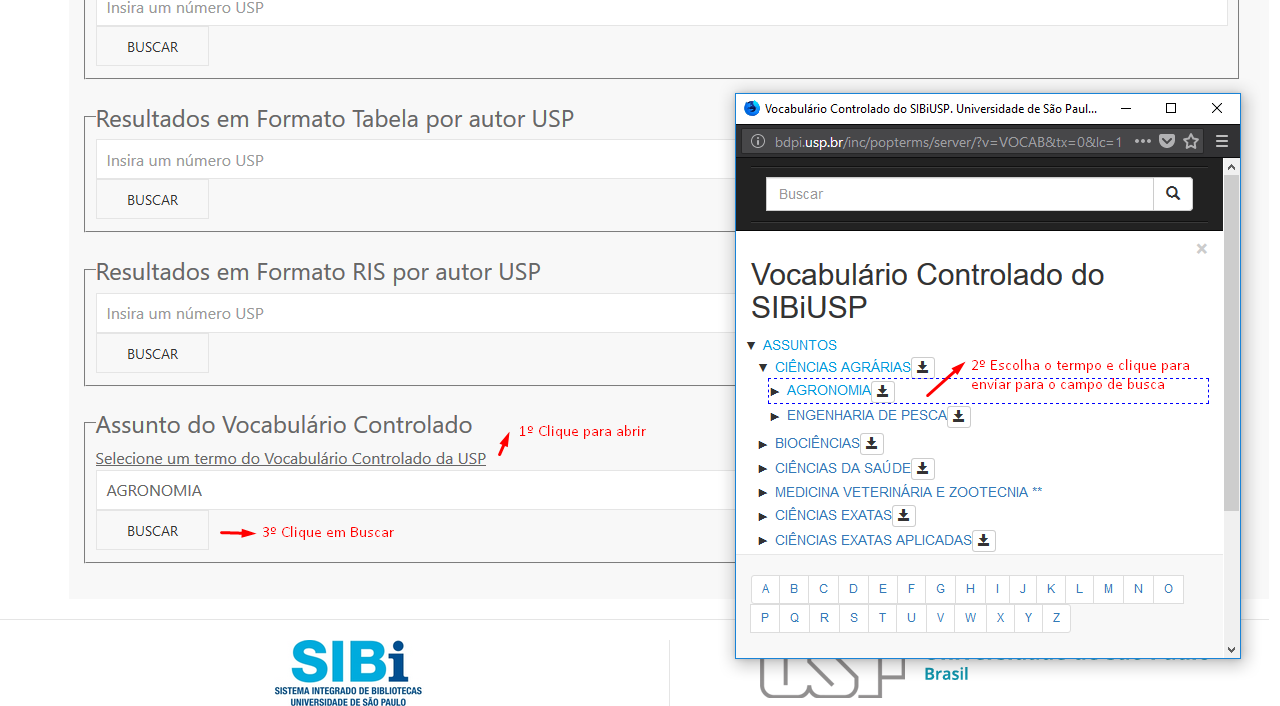 Insira um número USP
BUSCAR
Resultados em Formato Tabela por autor USP
Insira um número USP
BUSCAR
Resultados em Formato RIS por autor USP
Insira um número USP
BUSCAR
Assunto do Vocabulário Controlado
1º Clique para abrir
Selecione um termo do Vocabulário Controlado da USP
AGRONOMIA
BUSCAR
3º Clique em Buscar
Vocabulário Controlado do SIBiUSP. Universidade de São Paul...
bdpi.usp.br/inc/popterms/server/?v=VOCAB&tx=0&lc=1
Buscar
Vocabulário Controlado do
SIBiUSP
ASSUNTOS
CIÊNCIAS AGRÁRIAS
2º Escolha o termpo e clique para
enviar para o campo de busca
AGRONOMIA
ENGENHARIA DE PESCA
BIOCIÊNCIAS
CIÊNCIAS DA SAÚDE
MEDICINA VETERINÁRIA E ZOOTECNIA **
CIÊNCIAS EXATAS
CIÊNCIAS EXATAS APLICADAS
A B C D E F G H I J K L M N O
P Q R S T U V W X Y Z
SIBi
SISTEMA INTEGRADO DE BIBLIOTECAS
UNIVERSIDADE DE SÃO PAULO
USP
Brasil